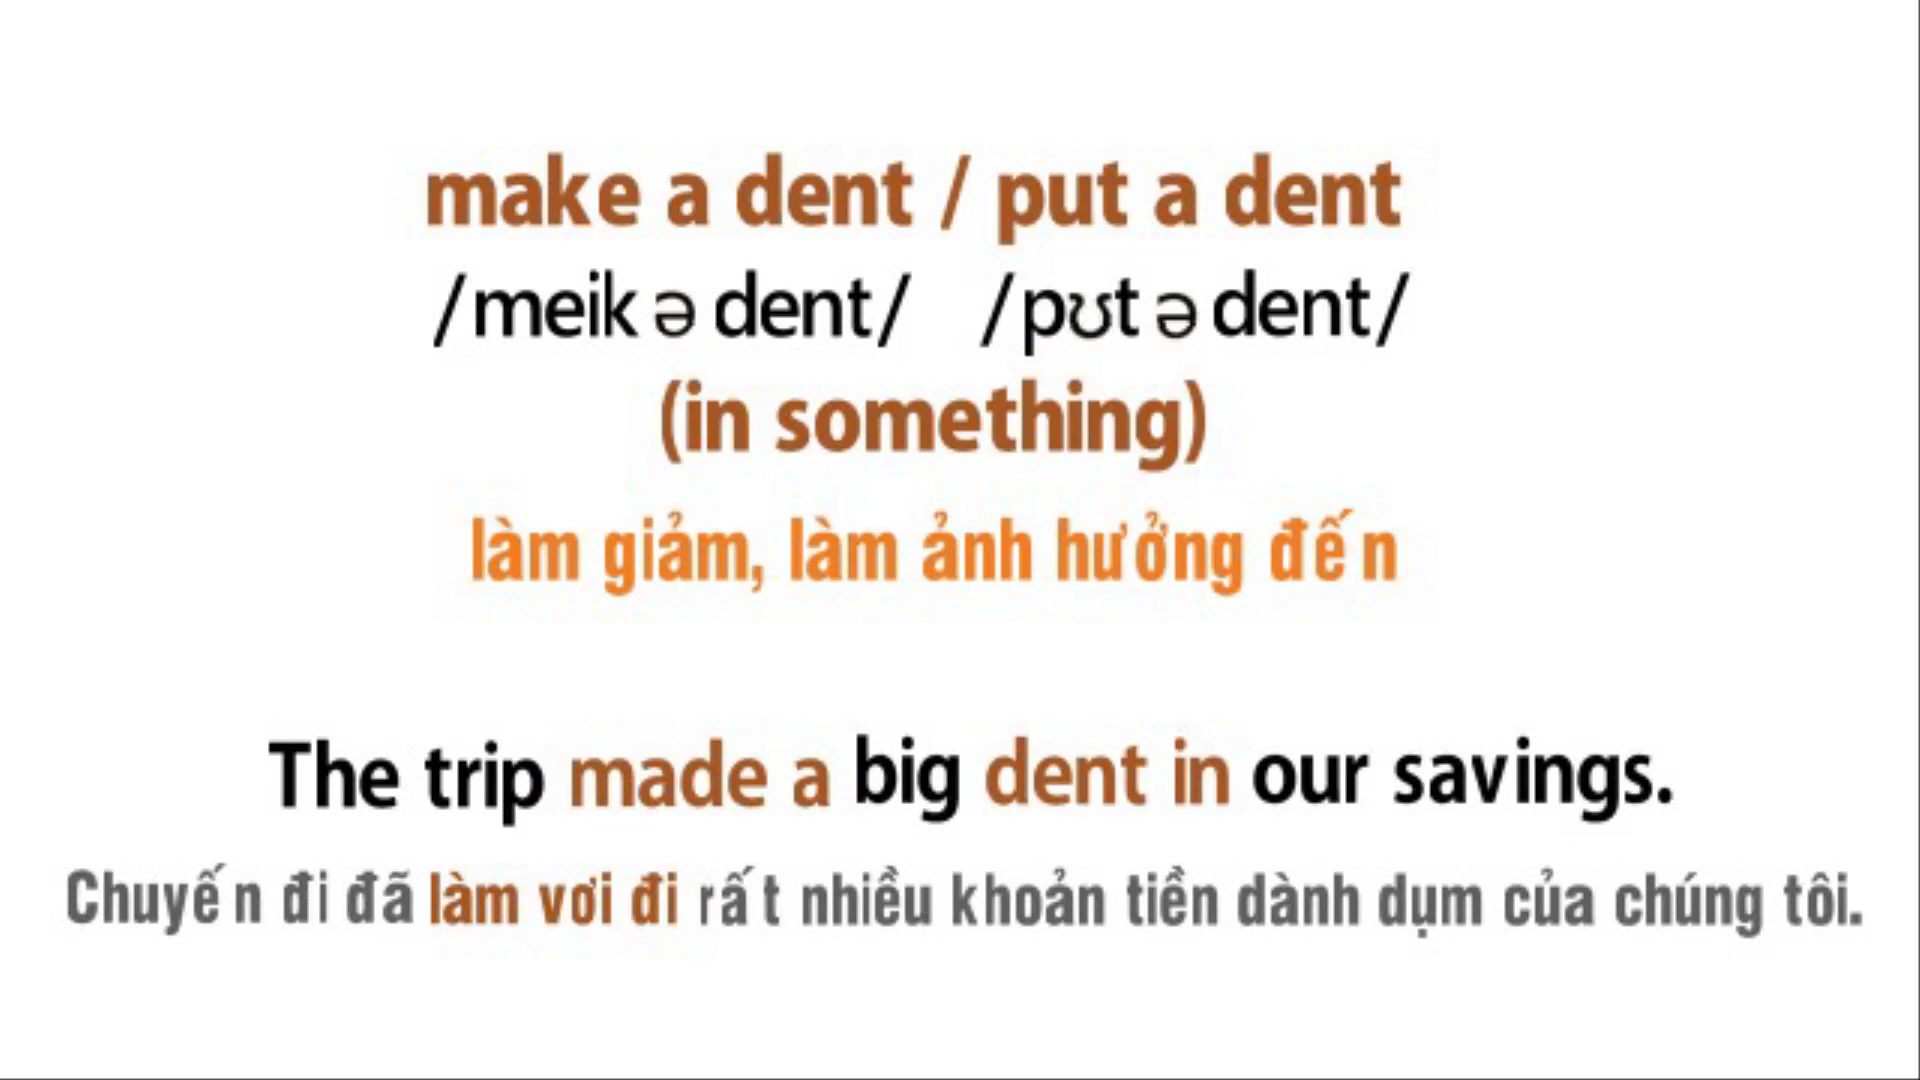 make a dent / put a dent
/meik ə dent/ /pʊt ə dent/
(in something)
làm giảm, làm ảnh hưởng đến
The trip made a big dent in our savings.
Chuyến đi đã làm vơi đi rất nhiều khoản tiền dành dụm của chúng tôi.